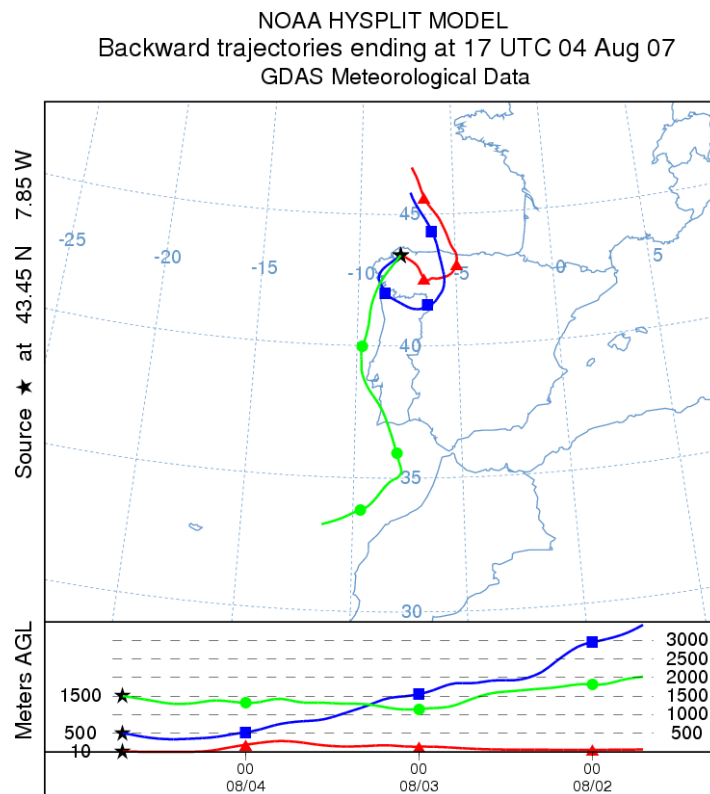 NOAA HYSPLIT MODEL
Backward trajectories ending at 17 UTC 04 Aug 07
GDAS Meteorological Data
Source ★ at 43.45 N 7.85 W
-25
-20
-15
-10
-5
0
5
45
40
35
30
Meters AGL
1500
500
10
3000
2500
2000
1500
1000
500
00 00 00
08/04 08/03 08/02